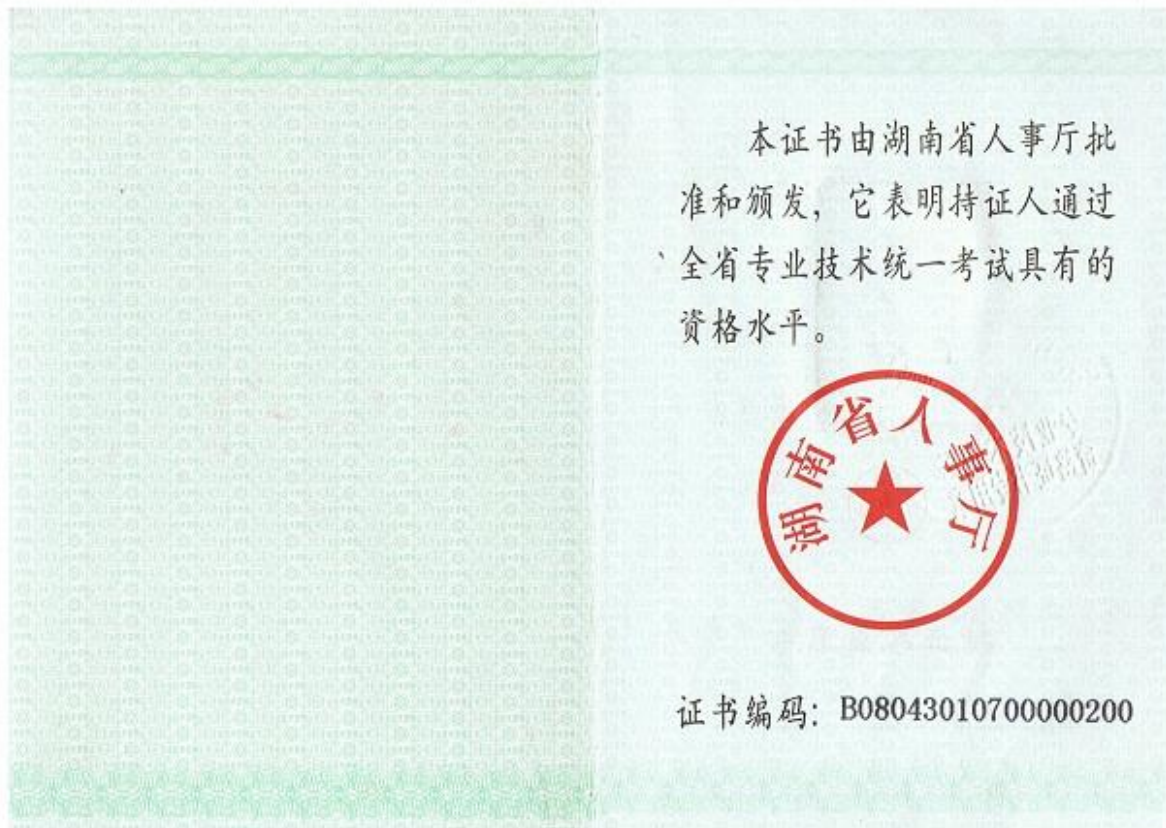 本证书由湖南省人事厅批
准和颁发，它表明持证人通过
全省专业技术统一考试具有的
资格水平。
湖南省人事厅
证书编码：B08043010700000200